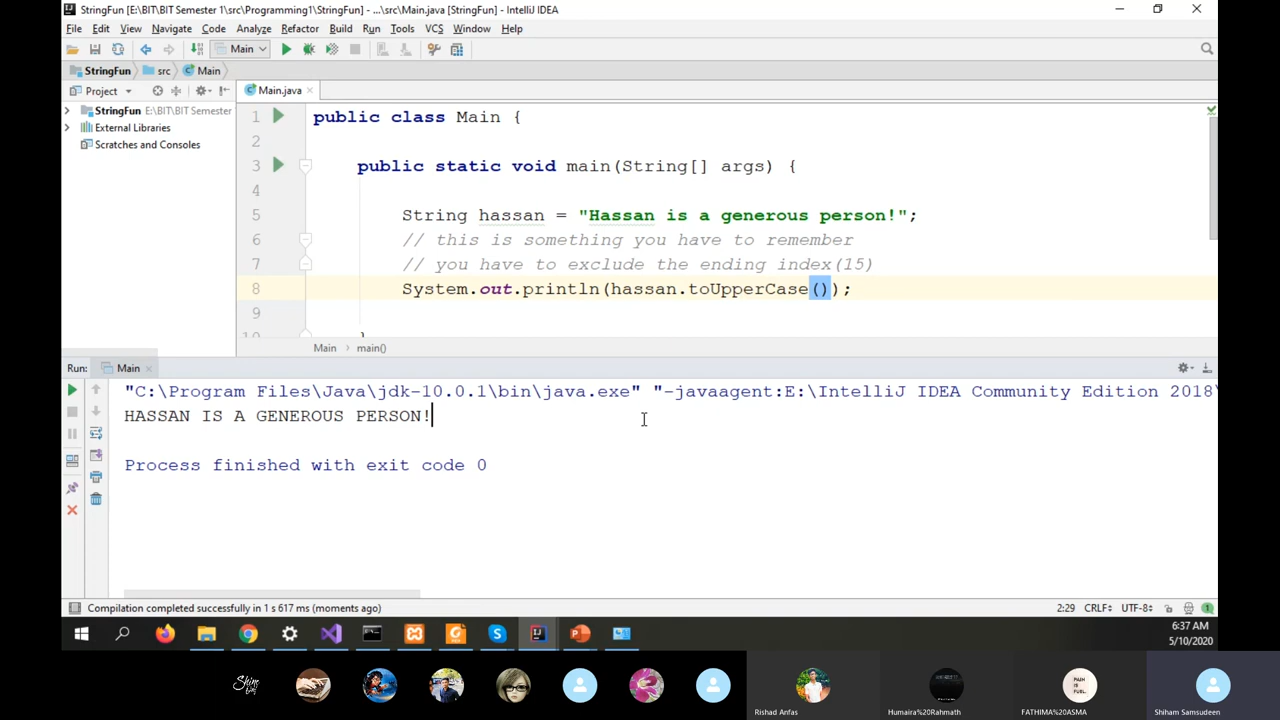 StringFun [E:\BIT\BIT Semester 1\src\Programming1\StringFun] - ...\src\Main.java [StringFun] - IntelliJ IDEA
File Edit View Navigate Code Analyze Refactor Build Run Tools VCS Window Help
Main
StringFun src Main
Project
Main.java
StringFun E:\BIT\BIT Semester
External Libraries
Scratches and Consoles
1 public class Main {
2
3 public static void main(String[] args) {
4
5 String hassan = "Hassan is a generous person!";
6 // this is something you have to remember
7 // you have to exclude the ending index(15)
8 System.out.println(hassan.toUpperCase());
9
10 }
Main main()
Run: Main
"C:\Program Files\Java\jdk-10.0.1\bin\java.exe" "-javaagent:E:\IntelliJ IDEA Community Edition 2018\
HASSAN IS A GENEROUS PERSON!
Process finished with exit code 0
Compilation completed successfully in 1 s 617 ms (moments ago)
2:29 CRLF UTF-8
1
6:37 AM
5/10/2020
Rishad Anfas
Humaira%20Rahmath
FATHIMA%20ASMA
Shiham Samsudeen